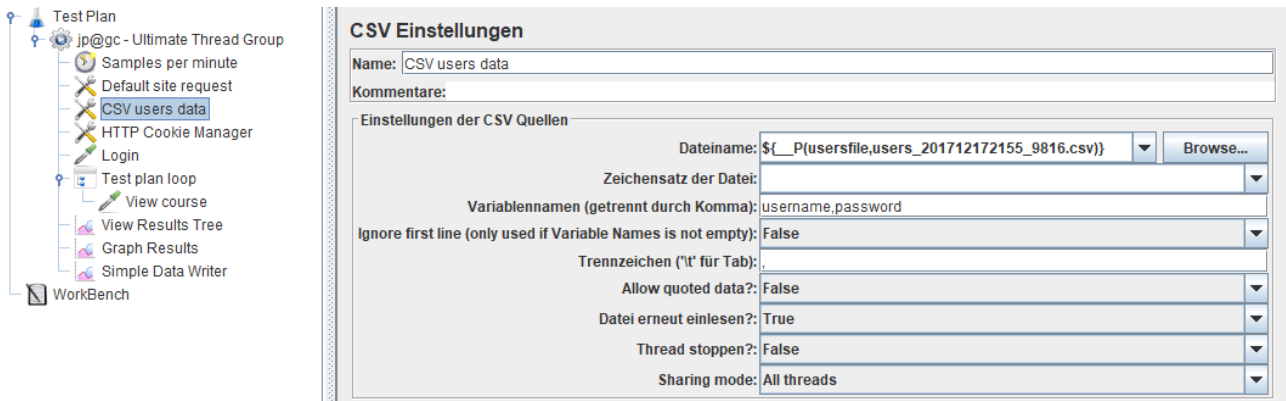 Test Plan
jp@gc - Ultimate Thread Group
Samples per minute
Default site request
CSV users data
HTTP Cookie Manager
Login
Test plan loop
View course
View Results Tree
Graph Results
Simple Data Writer
WorkBench
CSV Einstellungen
Name: CSV users data
Kommentare:
Einstellungen der CSV Quellen
Dateiname: ${__P(usersfile,users_201712172155_9816.csv)} Browse...
Zeichensatz der Datei:
Variablennamen (getrennt durch Komma): username,password
Ignore first line (only used if Variable Names is not empty): False
Trennzeichen ('\t' für Tab): ,
Allow quoted data?: False
Datei erneut einlesen?: True
Thread stoppen?: False
Sharing mode: All threads